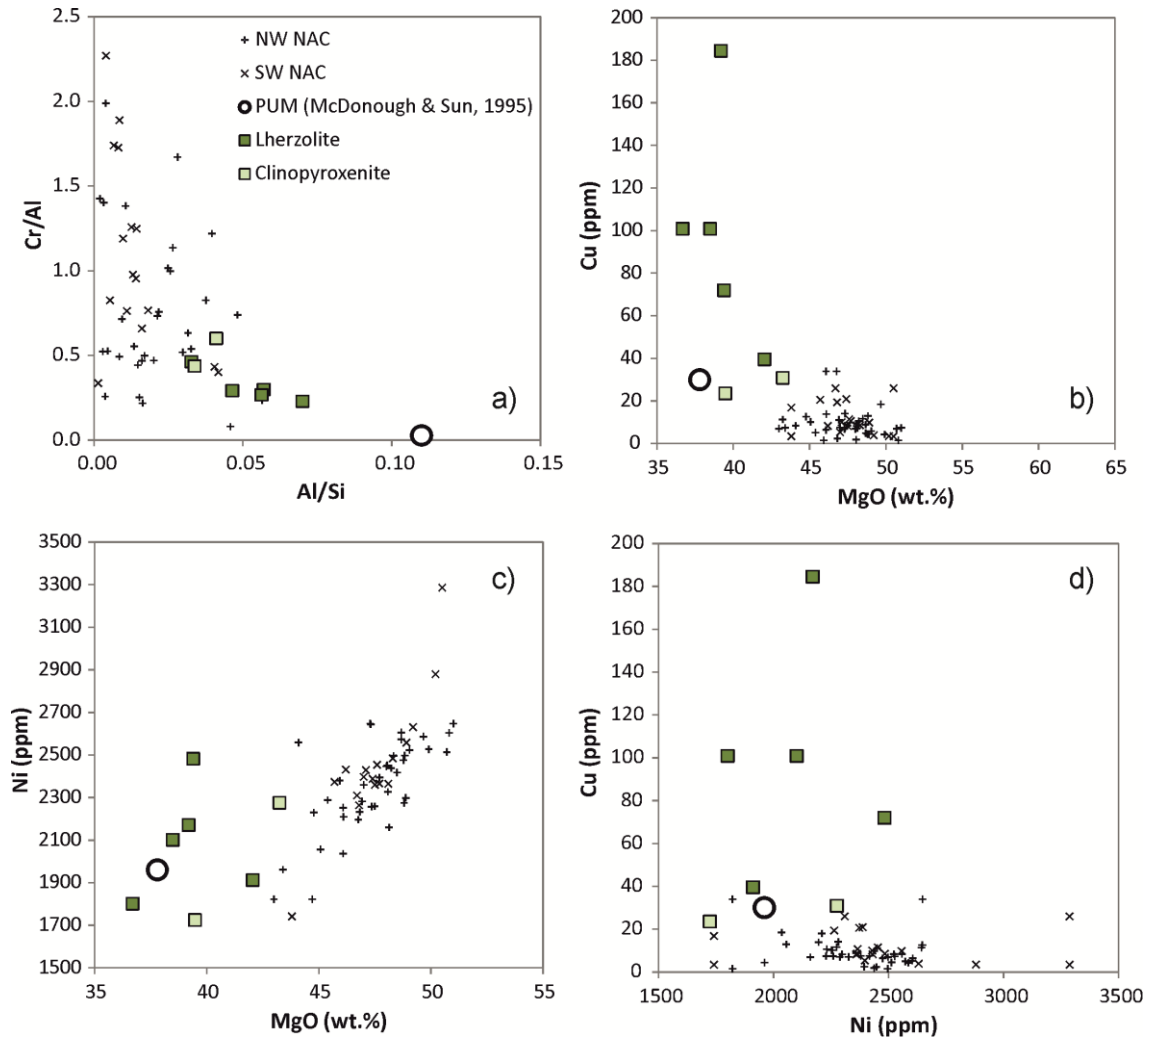 2.5
2.0
1.5
1.0
0.5
0.0
Cr/Al
NW NAC
SW NAC
PUM (McDonough & Sun, 1995)
Lherzolite
Clinopyroxenite
a)
0.00 0.05 0.10 0.15
Al/Si
200
180
160
140
120
100
80
60
40
20
0
Cu (ppm)
b)
35 40 45 50 55 60 65
MgO (wt.%)
3500
3300
3100
2900
2700
2500
2300
2100
1900
1700
1500
Ni (ppm)
c)
35 40 45 50 55
MgO (wt.%)
200
180
160
140
120
100
80
60
40
20
0
Cu (ppm)
d)
1500 2000 2500 3000 3500
Ni (ppm)